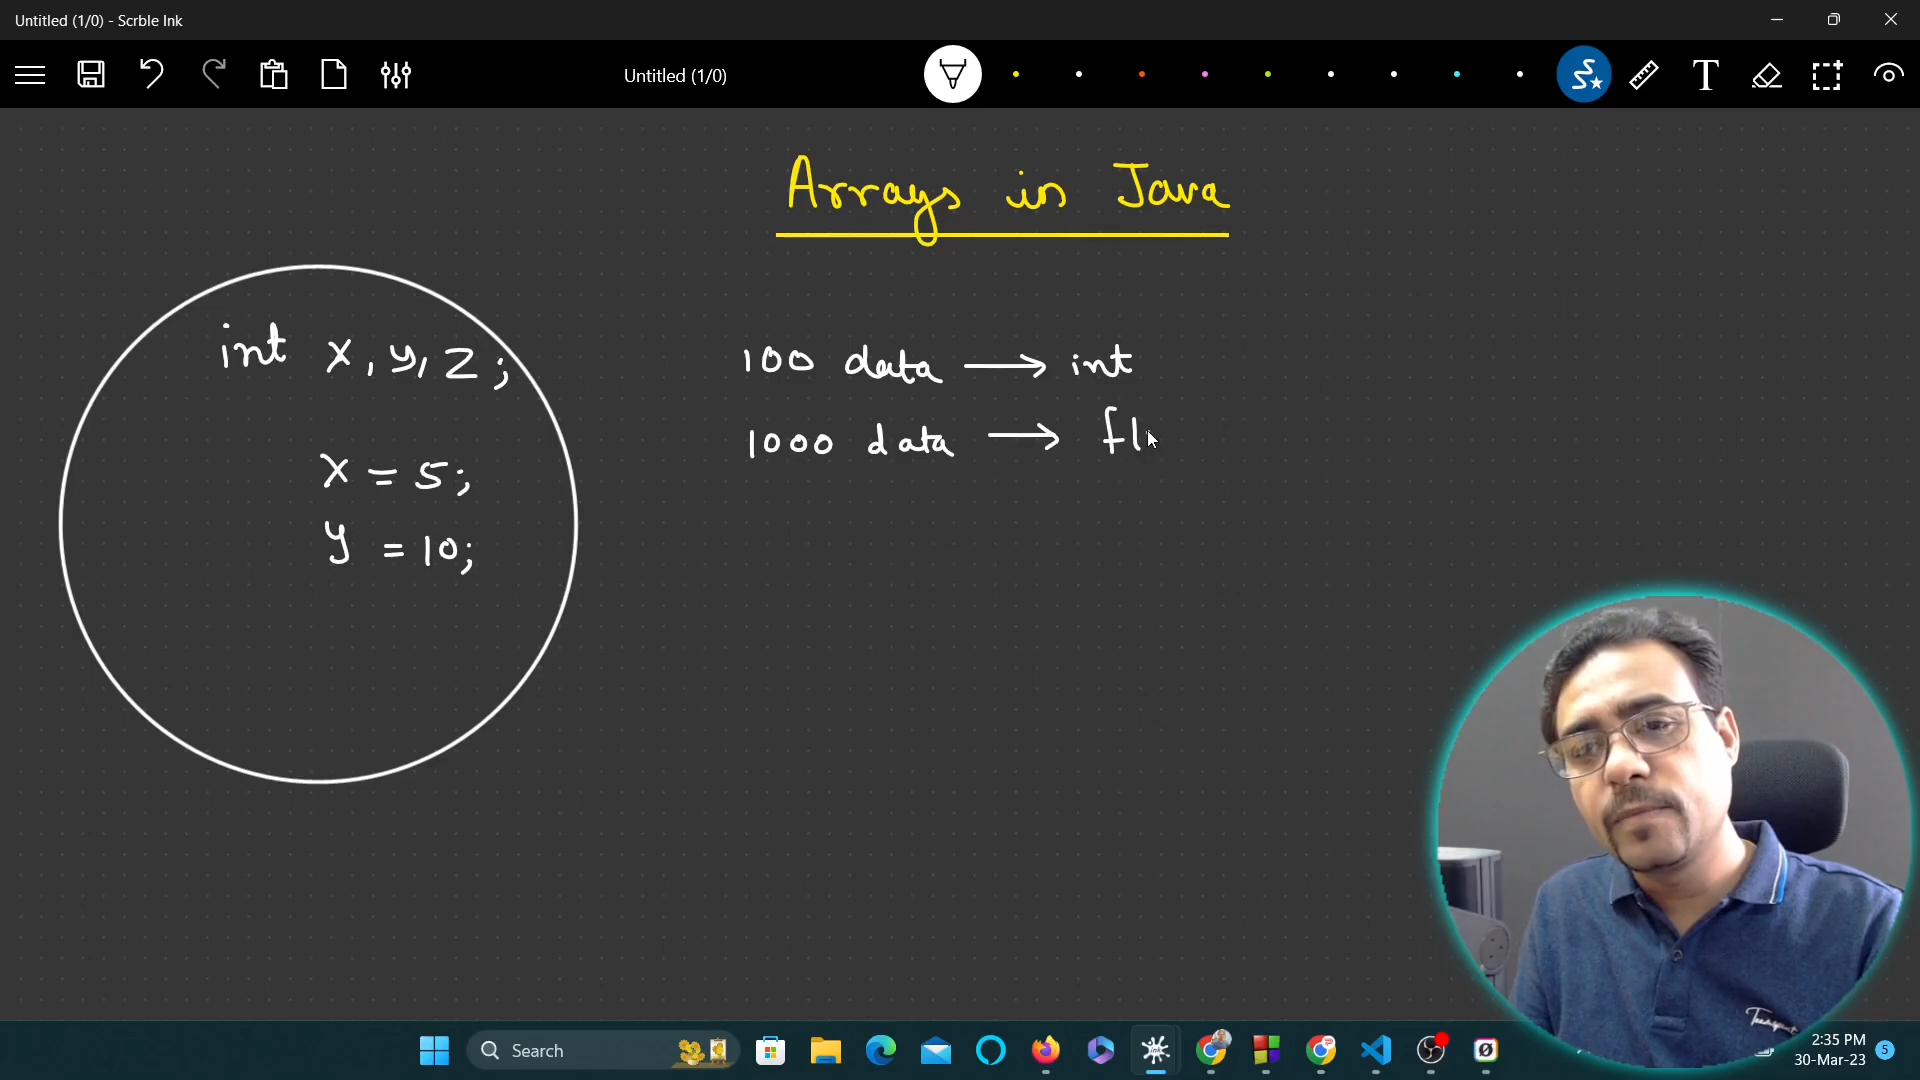 Untitled (1/0) - Scrble Ink
Untitled (1/0)
T
Arrays in Java
int x, y, z ;
x = 5 ;
y = 10 ;
100 data → int
1000 data → fl
Search
2:35 PM
30-Mar-23
5